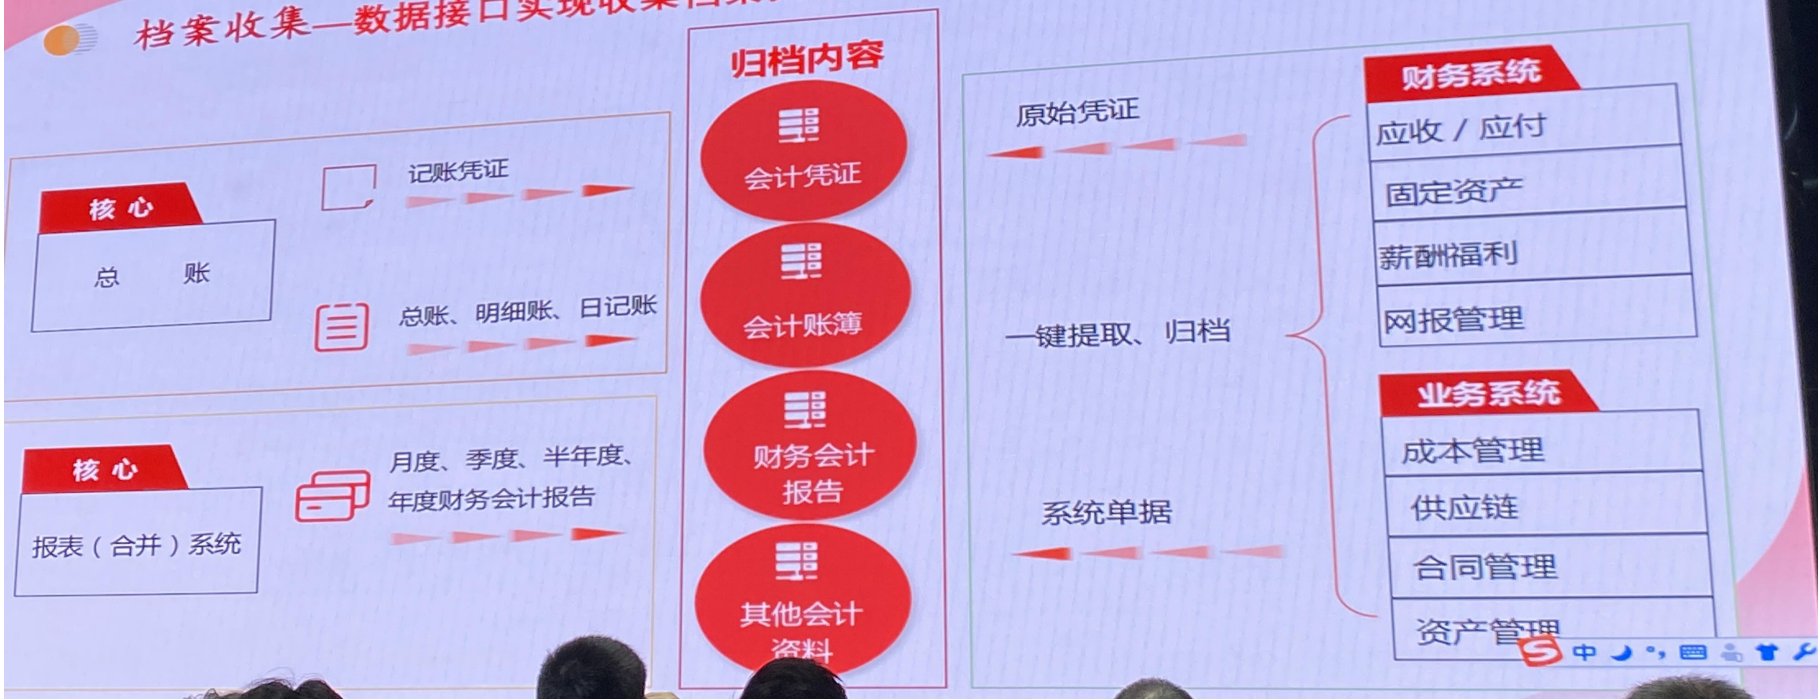 档案收集—数据接口实现收集
归档内容
核心
总 账
记账凭证
总账、明细账、日记账
核心
报表（合并）系统
月度、季度、半年度、
年度财务会计报告
会计凭证
会计账簿
财务会计
报告
其他会计
资料
原始凭证
一键提取、归档
系统单据
财务系统
应收 / 应付
固定资产
薪酬福利
网报管理
业务系统
成本管理
供应链
合同管理
资产管理
中